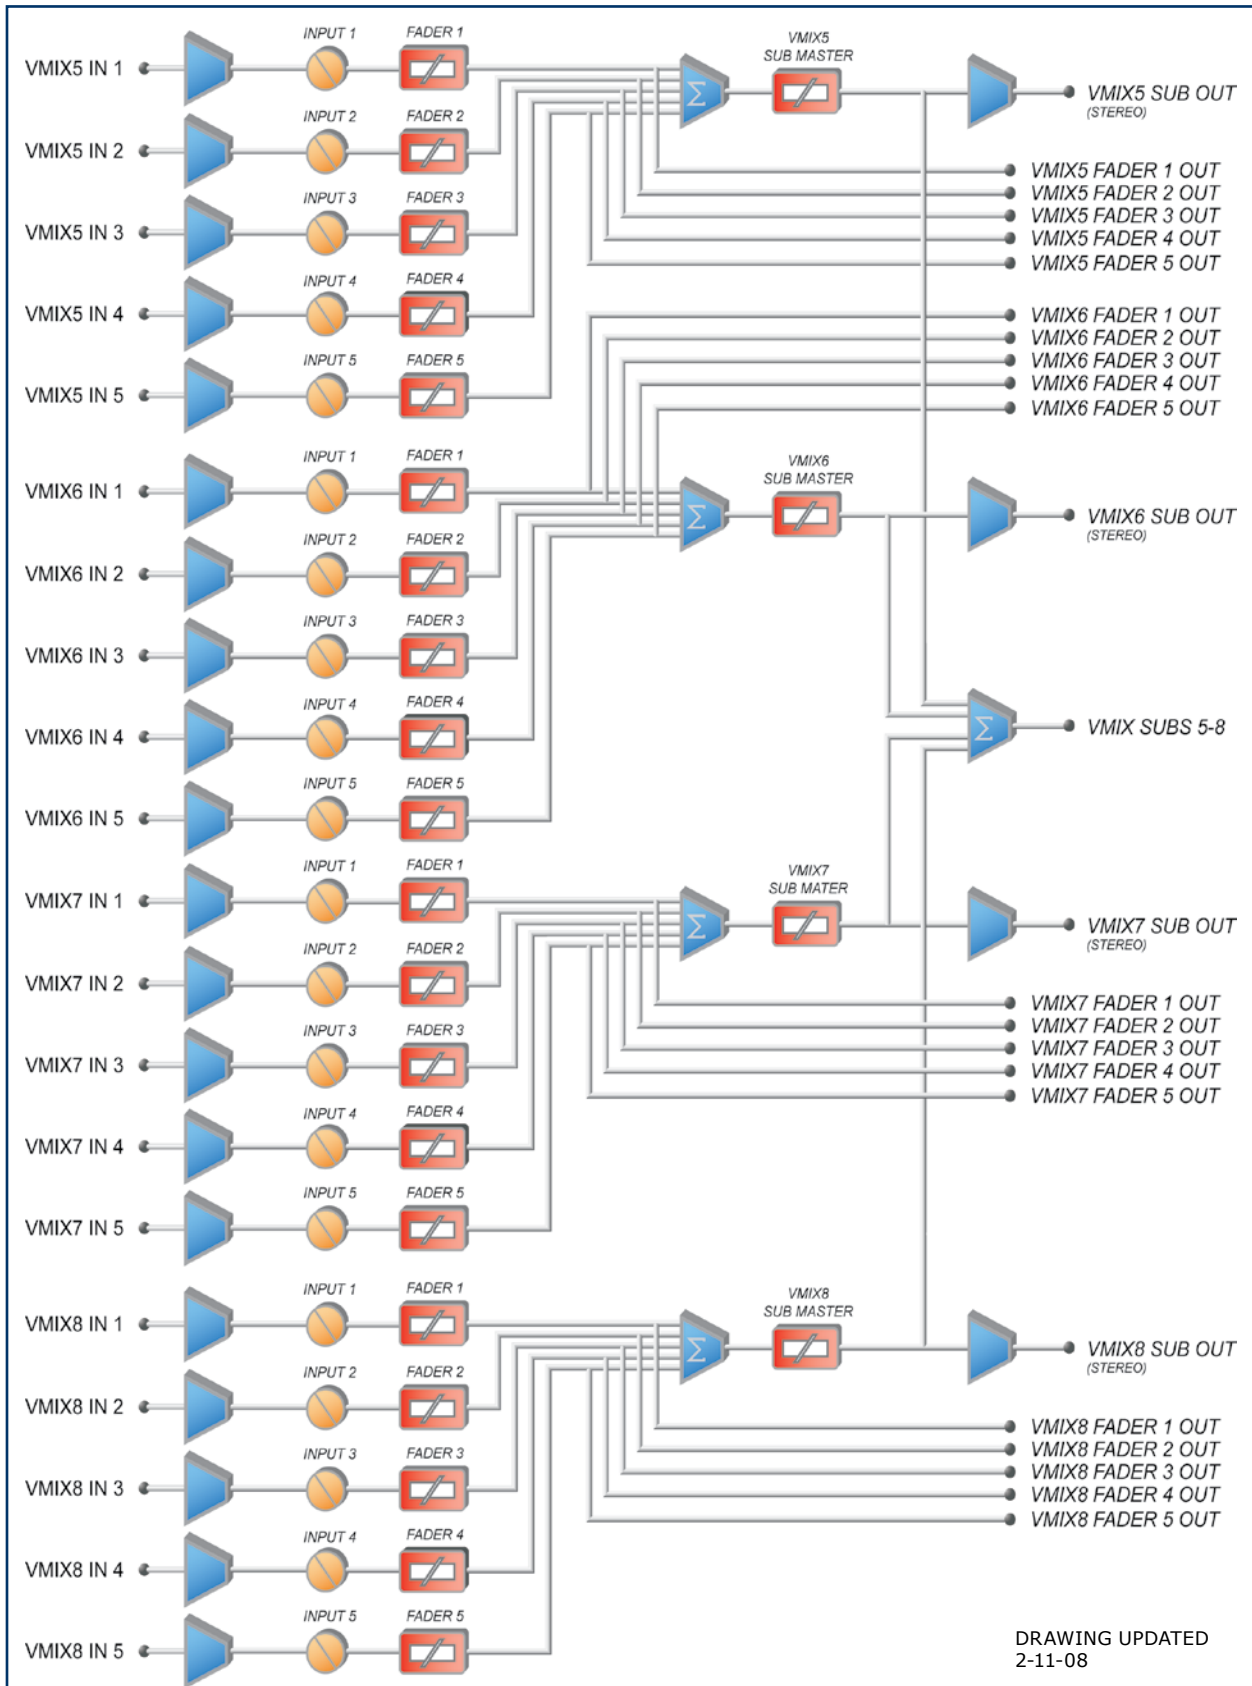 INPUT 1 FADER 1
VMIX5 IN 1
INPUT 2 FADER 2
VMIX5 IN 2
INPUT 3 FADER 3
VMIX5 IN 3
INPUT 4 FADER 4
VMIX5 IN 4
INPUT 5 FADER 5
VMIX5 IN 5
VMIX5
SUB MASTER
Σ
VMIX5 SUB OUT
(STEREO)
VMIX5 FADER 1 OUT
VMIX5 FADER 2 OUT
VMIX5 FADER 3 OUT
VMIX5 FADER 4 OUT
VMIX5 FADER 5 OUT
VMIX6 FADER 1 OUT
VMIX6 FADER 2 OUT
VMIX6 FADER 3 OUT
VMIX6 FADER 4 OUT
VMIX6 FADER 5 OUT
INPUT 1 FADER 1
VMIX6 IN 1
INPUT 2 FADER 2
VMIX6 IN 2
INPUT 3 FADER 3
VMIX6 IN 3
INPUT 4 FADER 4
VMIX6 IN 4
INPUT 5 FADER 5
VMIX6 IN 5
VMIX6
SUB MASTER
Σ
VMIX6 SUB OUT
(STEREO)
Σ
VMIX SUBS 5-8
INPUT 1 FADER 1
VMIX7 IN 1
INPUT 2 FADER 2
VMIX7 IN 2
INPUT 3 FADER 3
VMIX7 IN 3
INPUT 4 FADER 4
VMIX7 IN 4
INPUT 5 FADER 5
VMIX7 IN 5
VMIX7
SUB MATER
Σ
VMIX7 SUB OUT
(STEREO)
VMIX7 FADER 1 OUT
VMIX7 FADER 2 OUT
VMIX7 FADER 3 OUT
VMIX7 FADER 4 OUT
VMIX7 FADER 5 OUT
INPUT 1 FADER 1
VMIX8 IN 1
INPUT 2 FADER 2
VMIX8 IN 2
INPUT 3 FADER 3
VMIX8 IN 3
INPUT 4 FADER 4
VMIX8 IN 4
INPUT 5 FADER 5
VMIX8 IN 5
VMIX8
SUB MASTER
Σ
VMIX8 SUB OUT
(STEREO)
VMIX8 FADER 1 OUT
VMIX8 FADER 2 OUT
VMIX8 FADER 3 OUT
VMIX8 FADER 4 OUT
VMIX8 FADER 5 OUT
DRAWING UPDATED
2-11-08